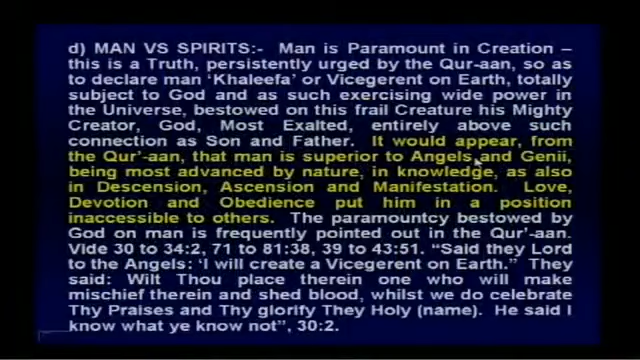 d) MAN VS SPIRITS:- Man is Paramount in Creation –
this is a Truth, persistently urged by the Qur-aan, so as
to declare man ‘Khaleefa’ or Vicegerent on Earth, totally
subject to God and as such exercising wide power in
the Universe, bestowed on this frail Creature his Mighty
Creator, God, Most Exalted, entirely above such
connection as Son and Father. It would appear, from
the Qur’-aan, that man is superior to Angels and Genii,
being most advanced by nature, in knowledge, as also
in Descension, Ascension and Manifestation. Love,
Devotion and Obedience put him in a position
inaccessible to others. The paramountcy bestowed by
God on man is frequently pointed out in the Qur’-aan.
Vide 30 to 34:2, 71 to 81:38, 39 to 43:51. “Said they Lord
to the Angels: ‘I will create a Vicegerent on Earth.” They
said: Wilt Thou place therein one who will make
mischief therein and shed blood, whilst we do celebrate
Thy Praises and Thy glorify They Holy (name). He said I
know what ye know not”, 30:2.